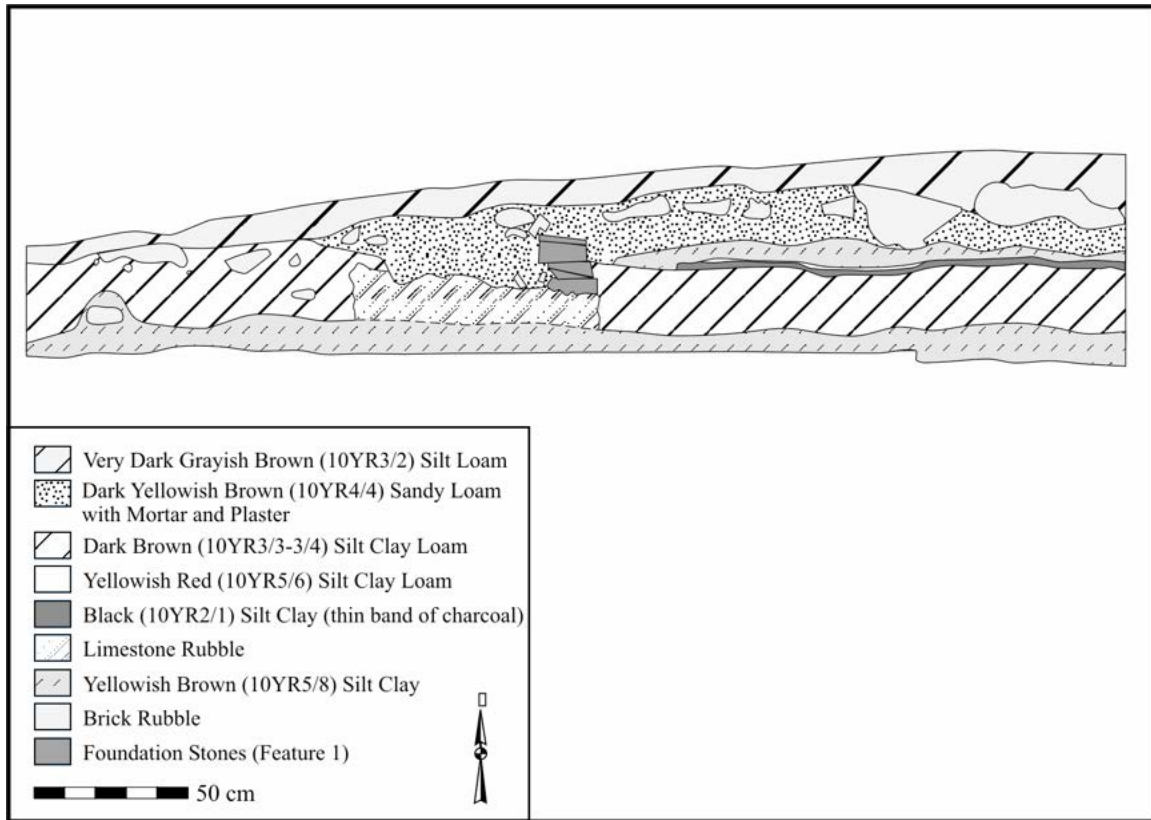 Very Dark Grayish Brown (10YR3/2) Silt Loam
Dark Yellowish Brown (10YR4/4) Sandy Loam
with Mortar and Plaster
Dark Brown (10YR3/3-3/4) Silt Clay Loam
Yellowish Red (10YR5/6) Silt Clay Loam
Black (10YR2/1) Silt Clay (thin band of charcoal)
Limestone Rubble
Yellowish Brown (10YR5/8) Silt Clay
Brick Rubble
Foundation Stones (Feature 1)
50 cm